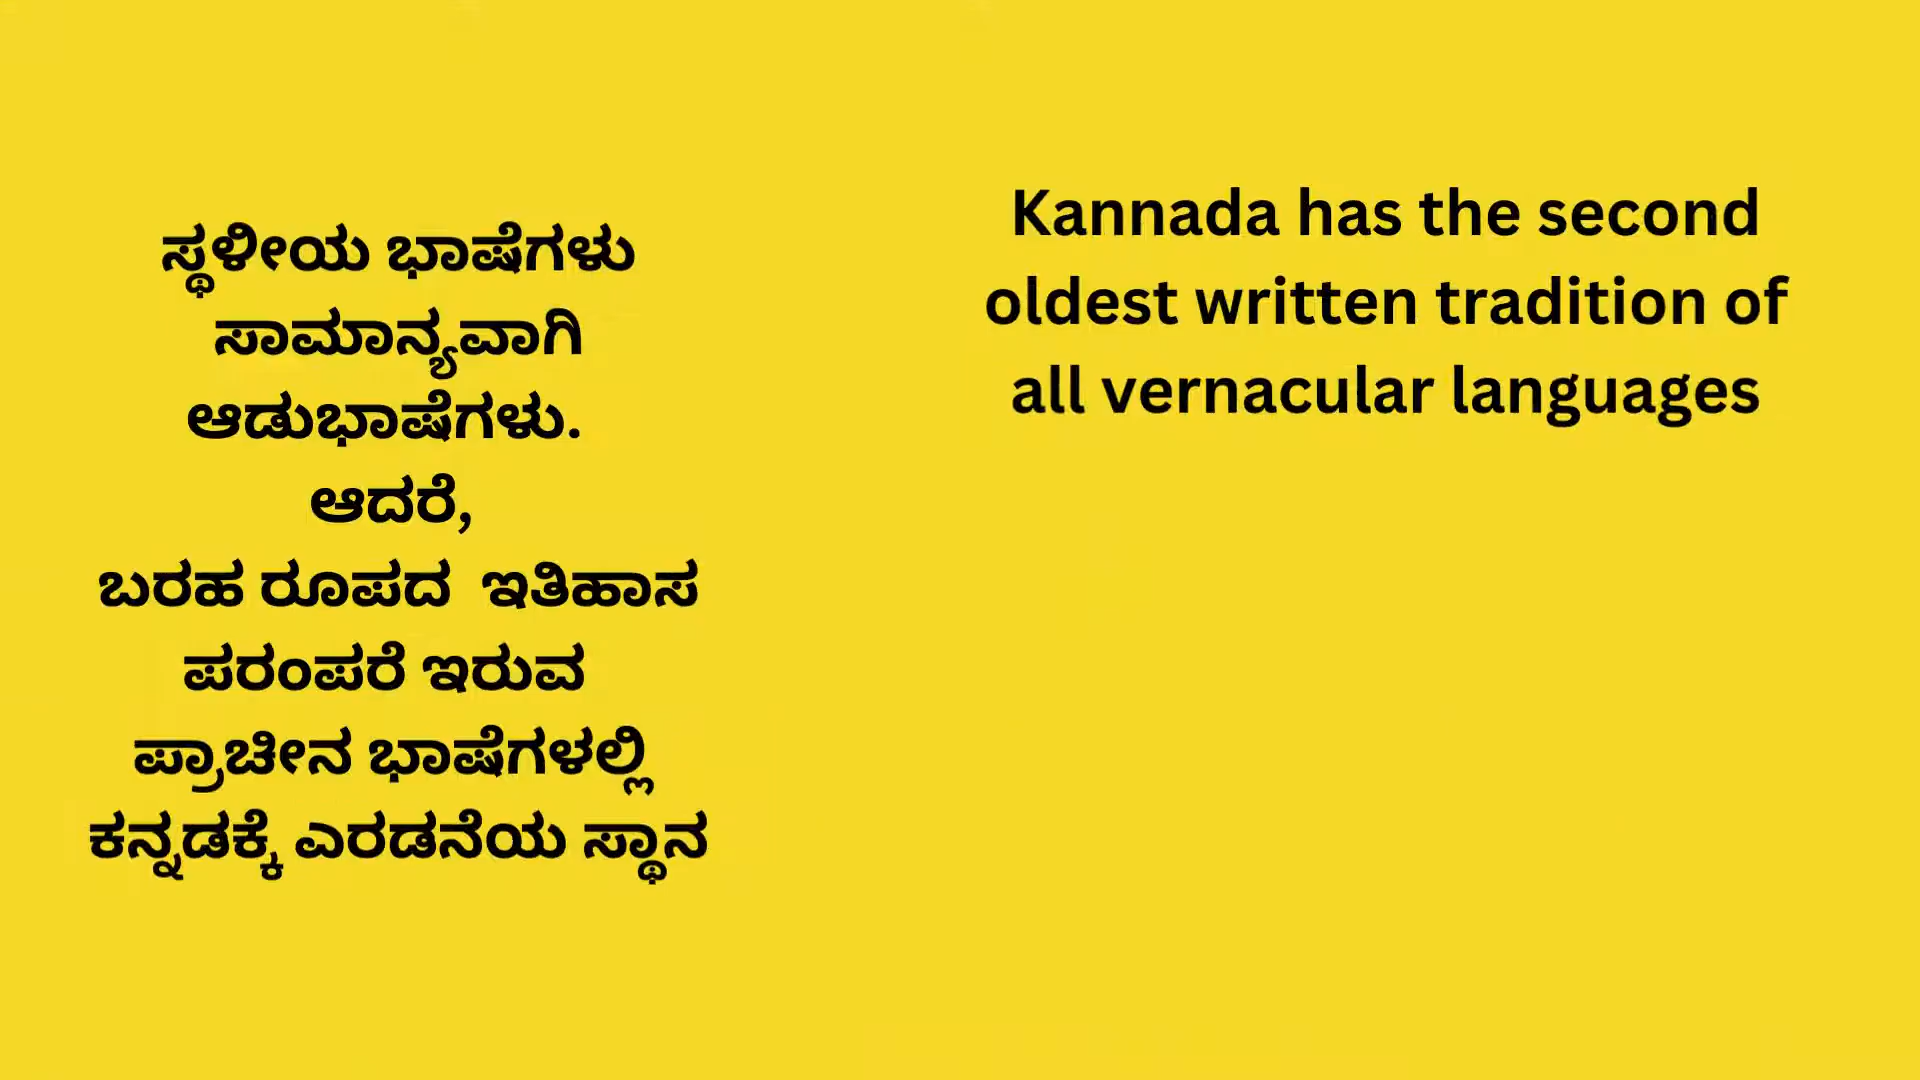 ಸ್ಥಳೀಯ ಭಾಷೆಗಳು
ಸಾಮಾನ್ಯವಾಗಿ
ಆಡುಭಾಷೆಗಳು.
ಆದರೆ,
ಬರಹ ರೂಪದ ಇತಿಹಾಸ
ಪರಂಪರೆ ಇರುವ
ಪ್ರಾಚೀನ ಭಾಷೆಗಳಲ್ಲಿ
ಕನ್ನಡಕ್ಕೆ ಎರಡನೆಯ ಸ್ಥಾನ
Kannada has the second
oldest written tradition of
all vernacular languages